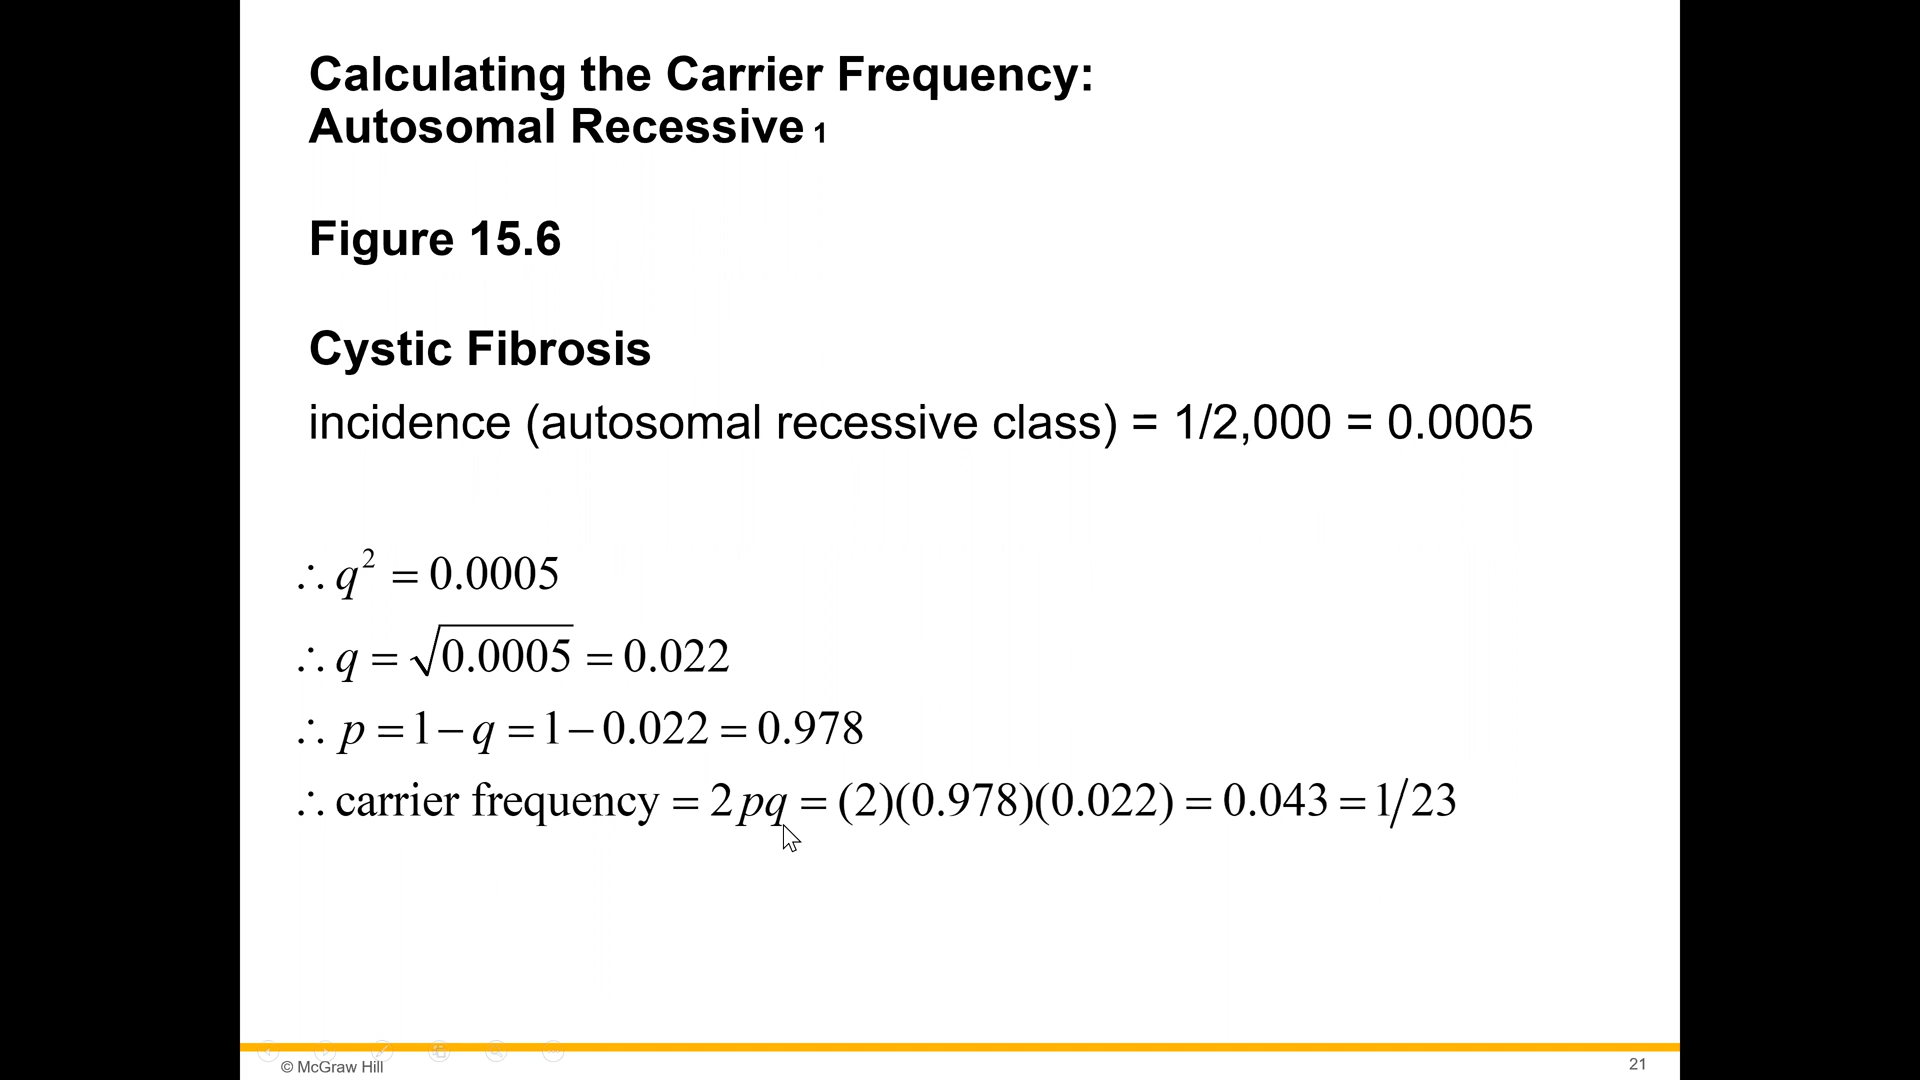 Calculating the Carrier Frequency:
Autosomal Recessive 1
Figure 15.6
Cystic Fibrosis
incidence (autosomal recessive class) = 1/2,000 = 0.0005
∴ q² = 0.0005
∴ q = √0.0005 = 0.022
∴ p = 1 − q = 1 − 0.022 = 0.978
∴ carrier frequency = 2pq = (2)(0.978)(0.022) = 0.043 = 1/23
© McGraw Hill
21